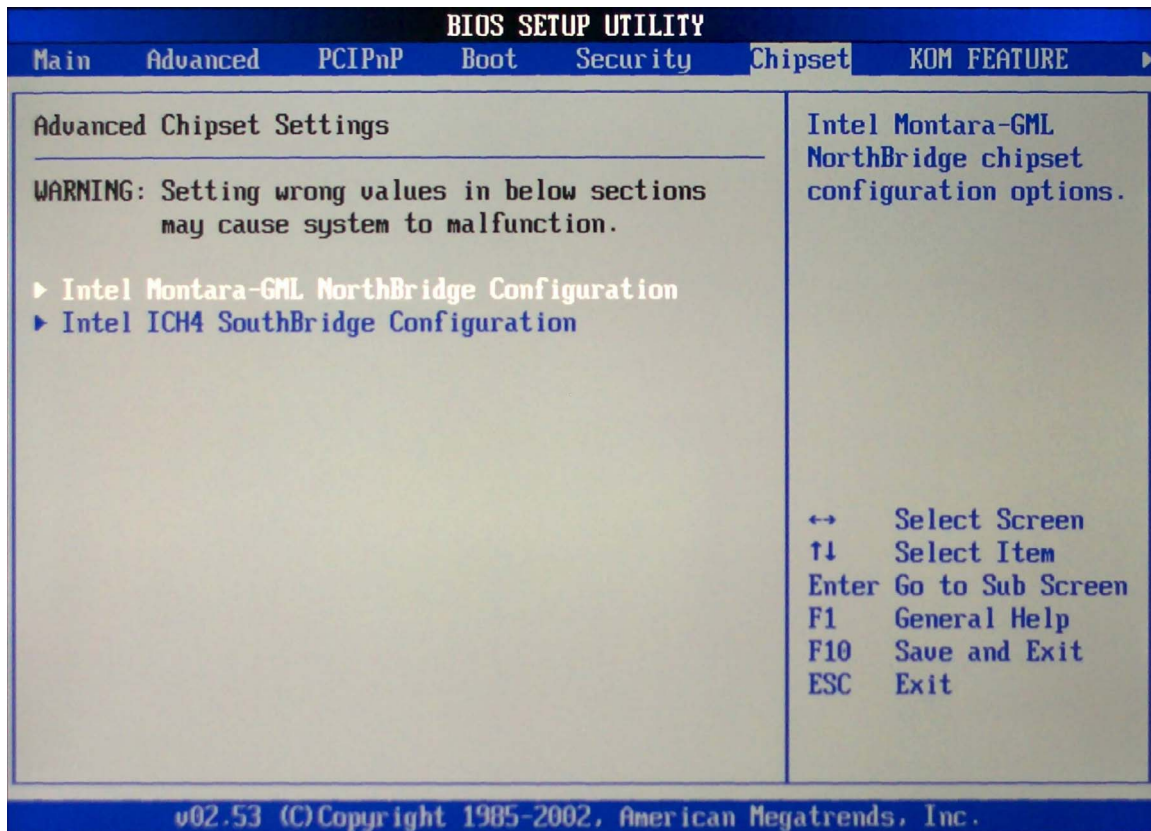 BIOS SETUP UTILITY
Main Advanced PCIPnP Boot Security Chipset KOM FEATURE
Advanced Chipset Settings
WARNING: Setting wrong values in below sections
may cause system to malfunction.
Intel Montara-GML NorthBridge Configuration
Intel ICH4 SouthBridge Configuration
Intel Montara-GML
NorthBridge chipset
configuration options.
↔ Select Screen
↑↓ Select Item
Enter Go to Sub Screen
F1 General Help
F10 Save and Exit
ESC Exit
v02.53 (C)Copyright 1985-2002, American Megatrends, Inc.